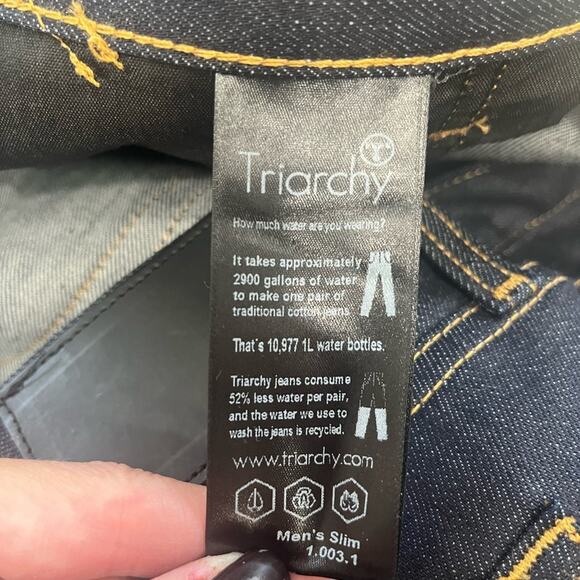 Triarchy
How much water are you wearing?
It takes approximately
2900 gallons of water
to make one pair of
traditional cotton jeans
That's 10,977 1L water bottles.
Triarchy jeans consume
52% less water per pair,
and the water we use to
wash the jeans is recycled.
www.triarchy.com
Men's Slim
1.003.1